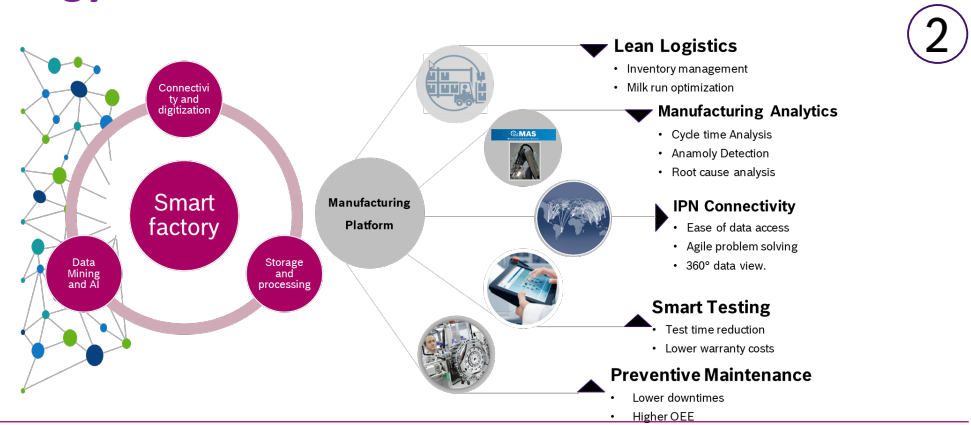 2
Connectivi
ty and
digitization
Smart
factory
Data
Mining
and AI
Storage
and
processing
Manufacturing
Platform
MAS
Lean Logistics
• Inventory management
• Milk run optimization
Manufacturing Analytics
• Cycle time Analysis
• Anamoly Detection
• Root cause analysis
IPN Connectivity
• Ease of data access
• Agile problem solving
• 360° data view.
Smart Testing
• Test time reduction
• Lower warranty costs
Preventive Maintenance
• Lower downtimes
• Higher OEE